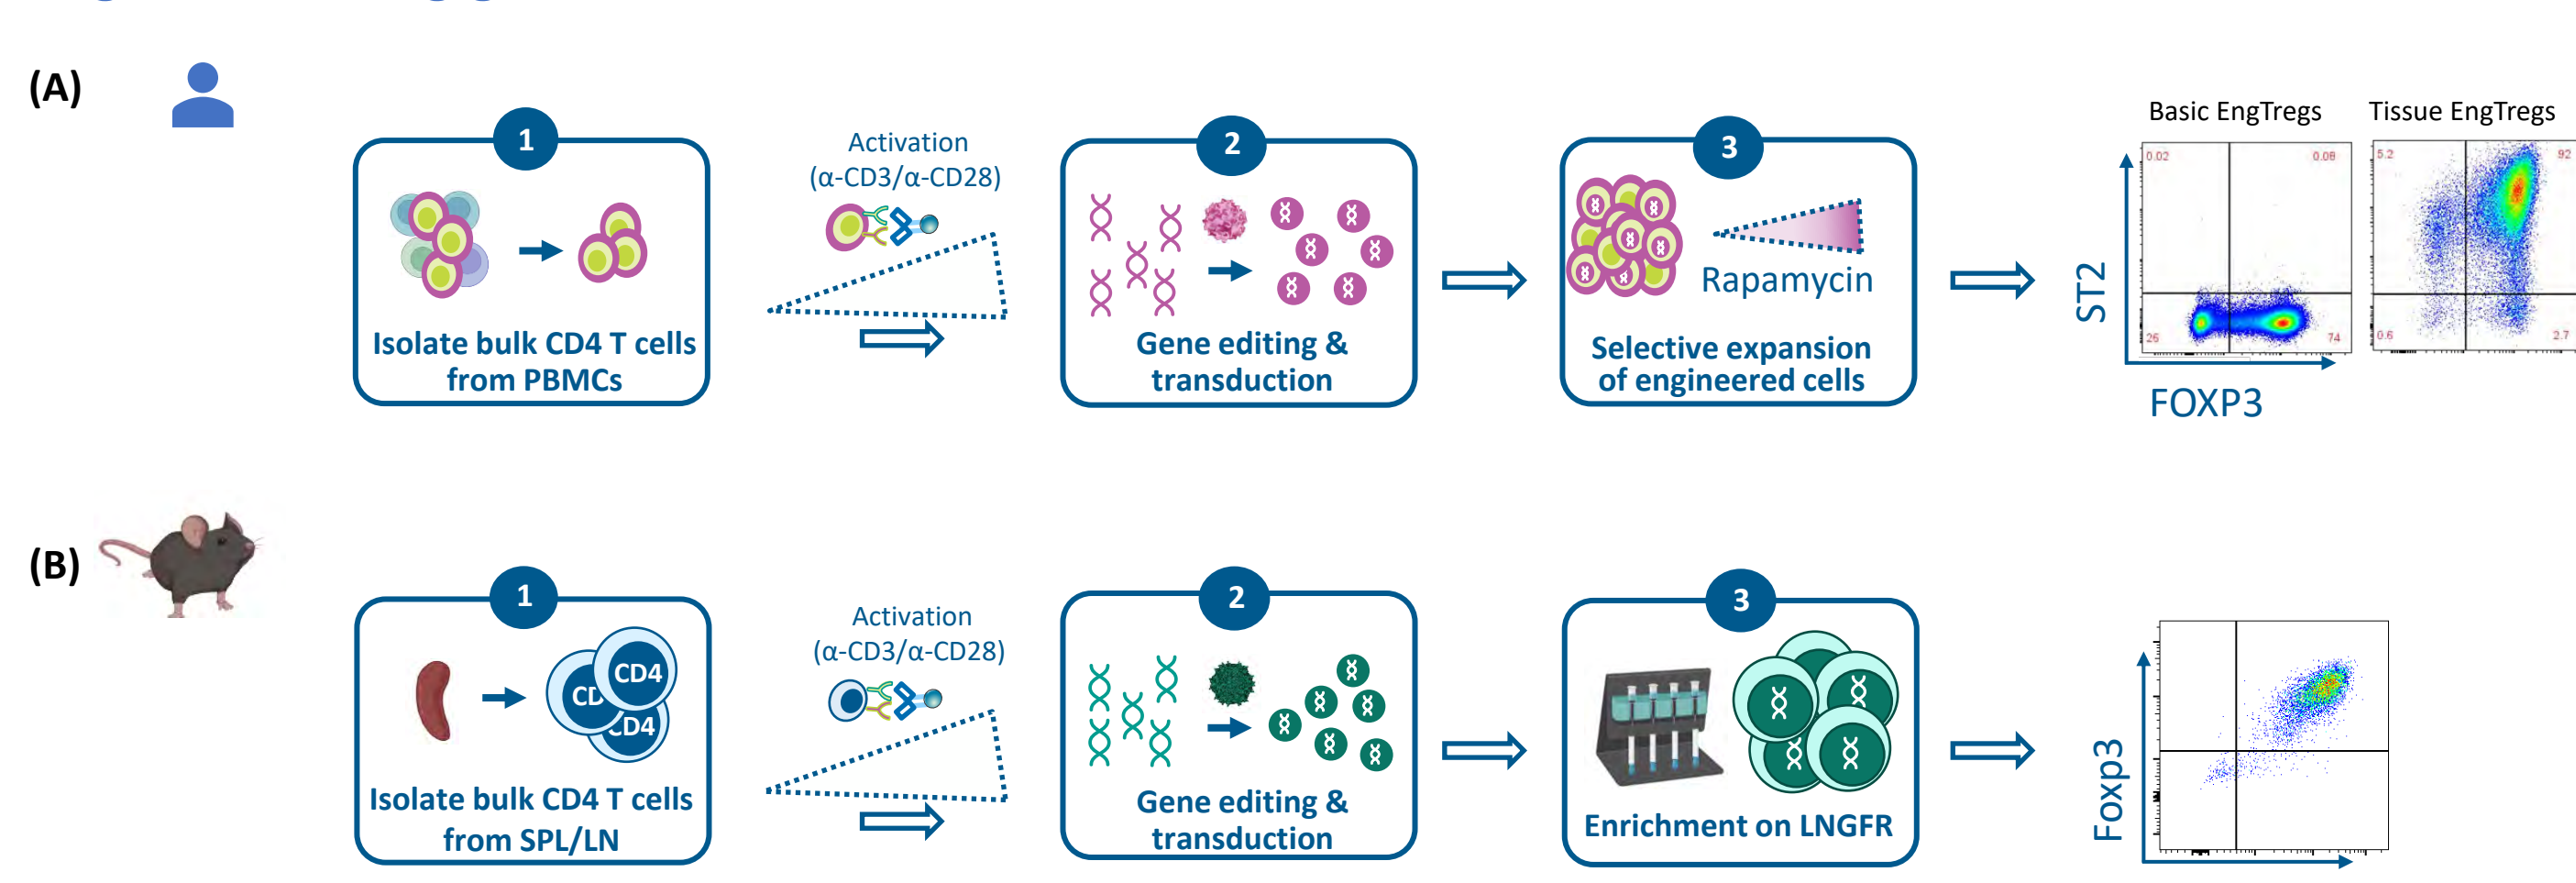 (A)
1
Isolate bulk CD4 T cells
from PBMCs
Activation
(α-CD3/α-CD28)
2
Gene editing &
transduction
3
Rapamycin
Selective expansion
of engineered cells
Basic EngTregs
Tissue EngTregs
0.02
0.08
26
74
5.2
92
0.6
2.7
ST2
FOXP3
(B)
1
CD4
CD4
Isolate bulk CD4 T cells
from SPL/LN
Activation
(α-CD3/α-CD28)
2
Gene editing &
transduction
3
Enrichment on LNGFR
Foxp3